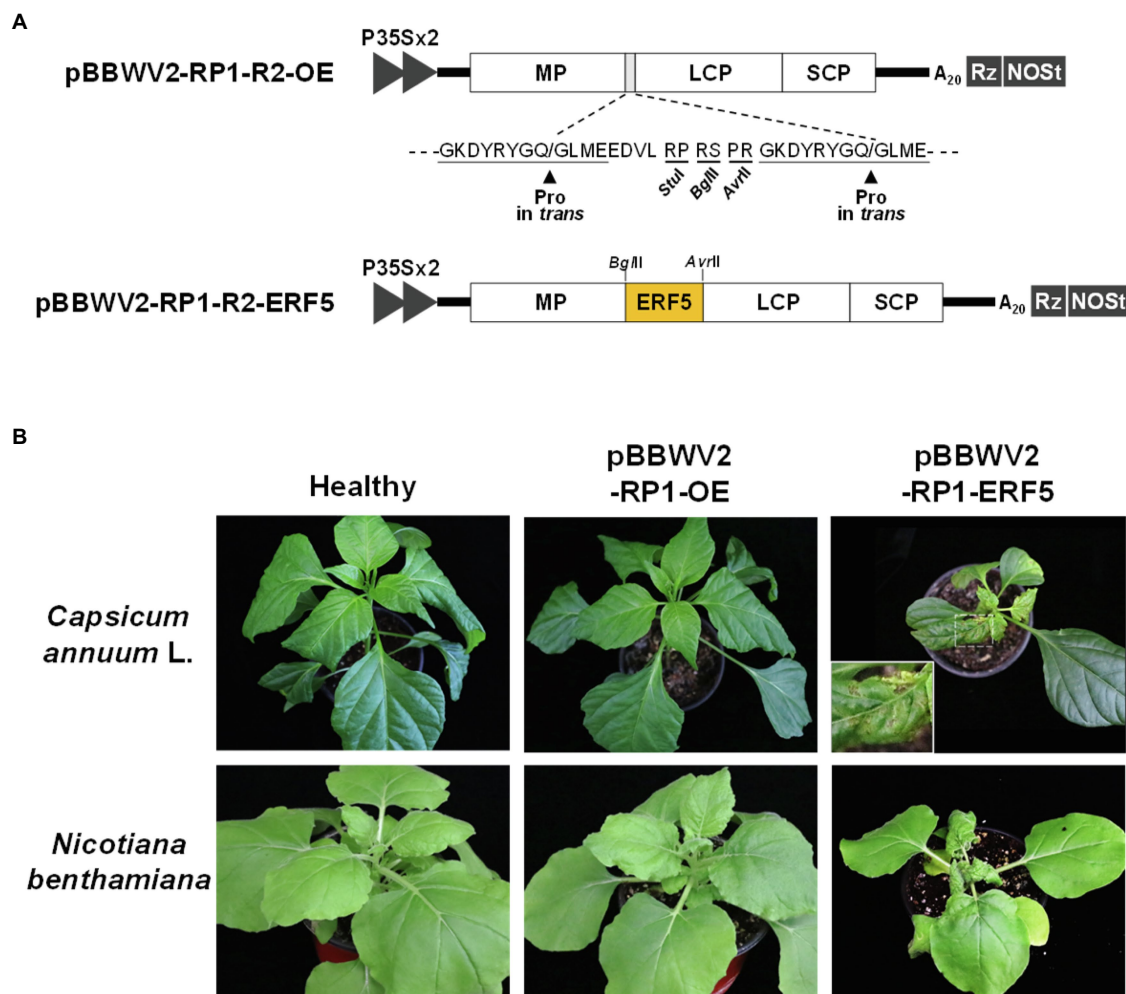 A
P35Sx2
pBBWV2-RP1-R2-OE
MP
LCP
SCP
A20
Rz
NOSt
---GKDYRYGQ/GLMEEDVL RP RS PR GKDYRYGQ/GLME---
StuI
BglII
AvrII
Pro
in trans
Pro
in trans
P35Sx2
BglII
AvrII
pBBWV2-RP1-R2-ERF5
MP
ERF5
LCP
SCP
A20
Rz
NOSt
B
Healthy
pBBWV2
-RP1-OE
pBBWV2
-RP1-ERF5
Capsicum
annuum L.
Nicotiana
benthamiana